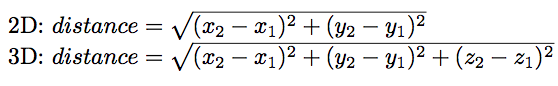 2D: distance = √(x₂ − x₁)² + (y₂ − y₁)²
3D: distance = √(x₂ − x₁)² + (y₂ − y₁)² + (z₂ − z₁)²